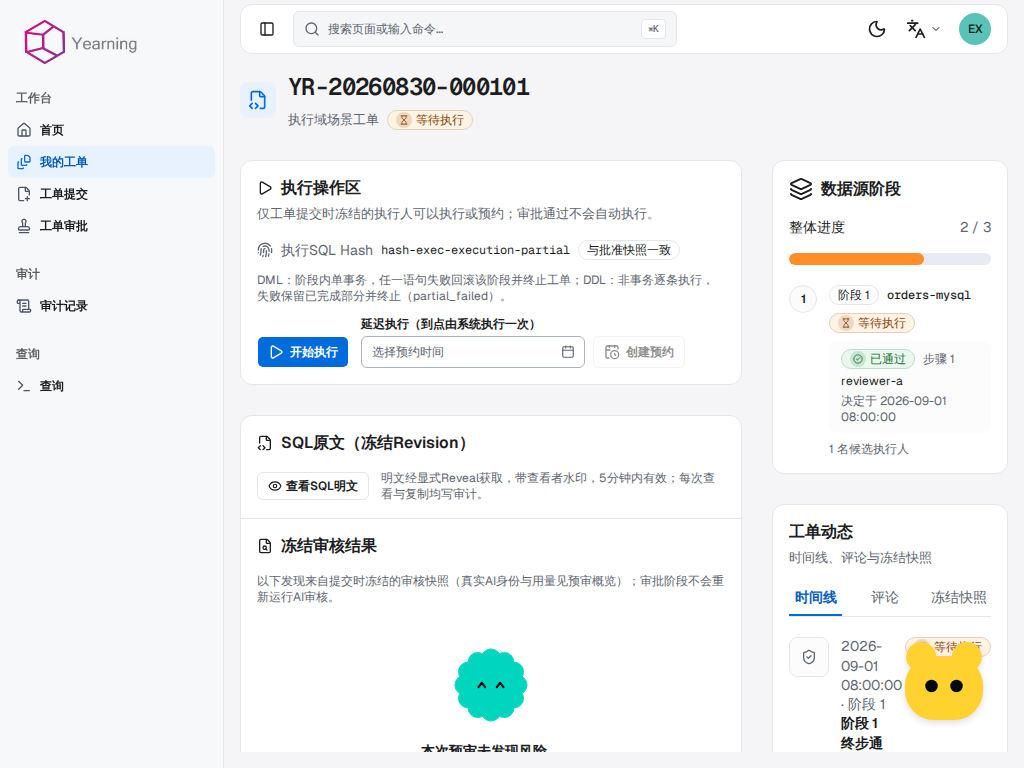 Yearning
工作台
首页
我的工单
工单提交
工单审批
审计
审计记录
查询
查询
搜索页面或输入命令...
⌘K
EX
YR-20260830-000101
执行域场景工单
等待执行
执行操作区
仅工单提交时冻结的执行人可以执行或预约；审批通过不会自动执行。
执行SQL Hash hash-exec-execution-partial 与批准快照一致
DML：阶段内单事务，任一语句失败回滚该阶段并终止工单；DDL：非事务逐条执行，
失败保留已完成部分并终止（partial_failed）。
延迟执行（到点由系统执行一次）
开始执行
选择预约时间
创建预约
SQL原文（冻结Revision）
查看SQL明文
明文经显式Reveal获取，带查看者水印，5分钟内有效；每次查
看与复制均写审计。
冻结审核结果
以下发现来自提交时冻结的审核快照（真实AI身份与用量见预审概览）；审批阶段不会重
新运行AI审核。
本次预审未发现风险
数据源阶段
整体进度
2 / 3
1
阶段 1
orders-mysql
等待执行
已通过
步骤 1
reviewer-a
决定于 2026-09-01
08:00:00
1 名候选执行人
工单动态
时间线、评论与冻结快照
时间线
评论
冻结快照
2026-
09-01
08:00:00
· 阶段 1
阶段 1
终步通
等待执行